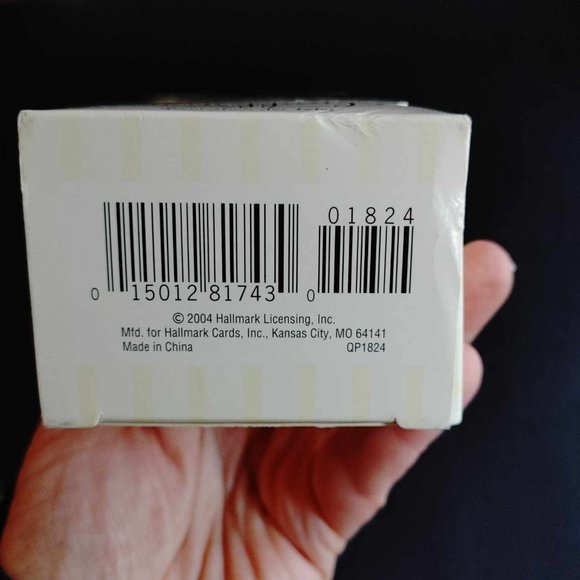 01824
0 15012 81743 0
© 2004 Hallmark Licensing, Inc.
Mfd. for Hallmark Cards, Inc., Kansas City, MO 64141
Made in China QP1824